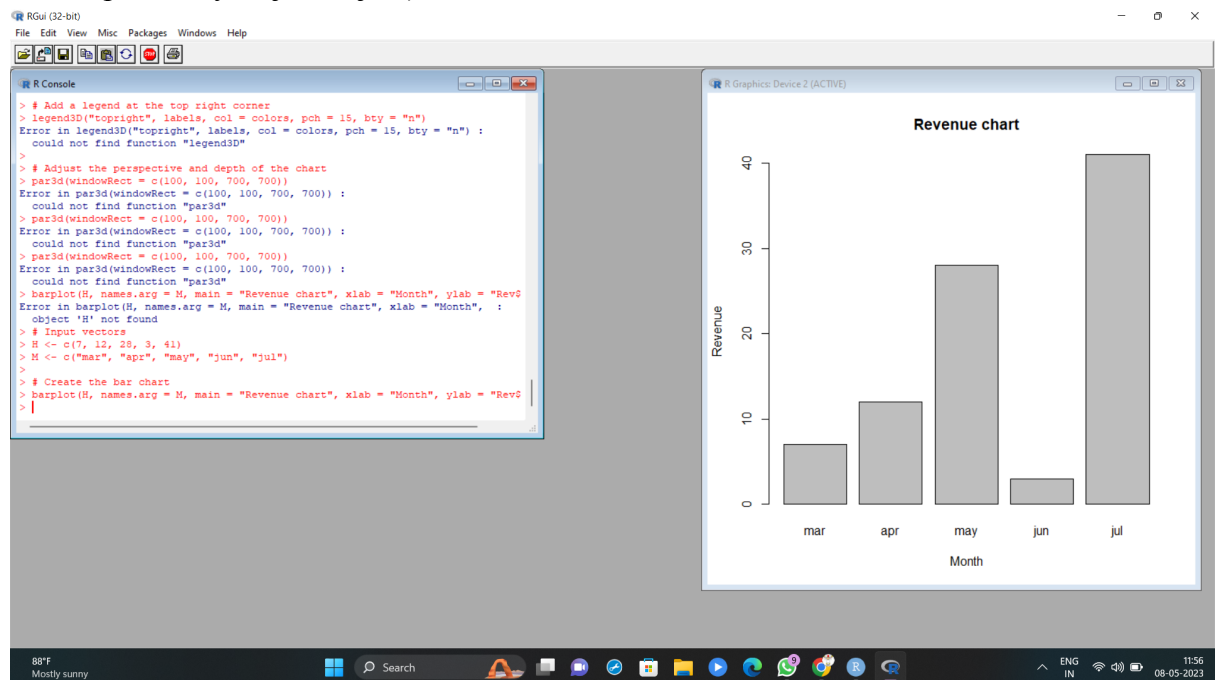 RGui (32-bit)
File Edit View Misc Packages Windows Help
STOP
R Console
> # Add a legend at the top right corner
> legend3D("topright", labels, col = colors, pch = 15, bty = "n")
Error in legend3D("topright", labels, col = colors, pch = 15, bty = "n") :
  could not find function "legend3D"
>
> # Adjust the perspective and depth of the chart
> par3d(windowRect = c(100, 100, 700, 700))
Error in par3d(windowRect = c(100, 100, 700, 700)) :
  could not find function "par3d"
> par3d(windowRect = c(100, 100, 700, 700))
Error in par3d(windowRect = c(100, 100, 700, 700)) :
  could not find function "par3d"
> par3d(windowRect = c(100, 100, 700, 700))
Error in par3d(windowRect = c(100, 100, 700, 700)) :
  could not find function "par3d"
> barplot(H, names.arg = M, main = "Revenue chart", xlab = "Month", ylab = "Rev$
Error in barplot(H, names.arg = M, main = "Revenue chart", xlab = "Month",  :
  object 'H' not found
> # Input vectors
> H <- c(7, 12, 28, 3, 41)
> M <- c("mar", "apr", "may", "jun", "jul")
>
> # Create the bar chart
> barplot(H, names.arg = M, main = "Revenue chart", xlab = "Month", ylab = "Rev$
>
R Graphics: Device 2 (ACTIVE)
Revenue chart
Revenue
40
30
20
10
0
mar apr may jun jul
Month
88°F
Mostly sunny
Search
9
ENG
IN
11:56
08-05-2023